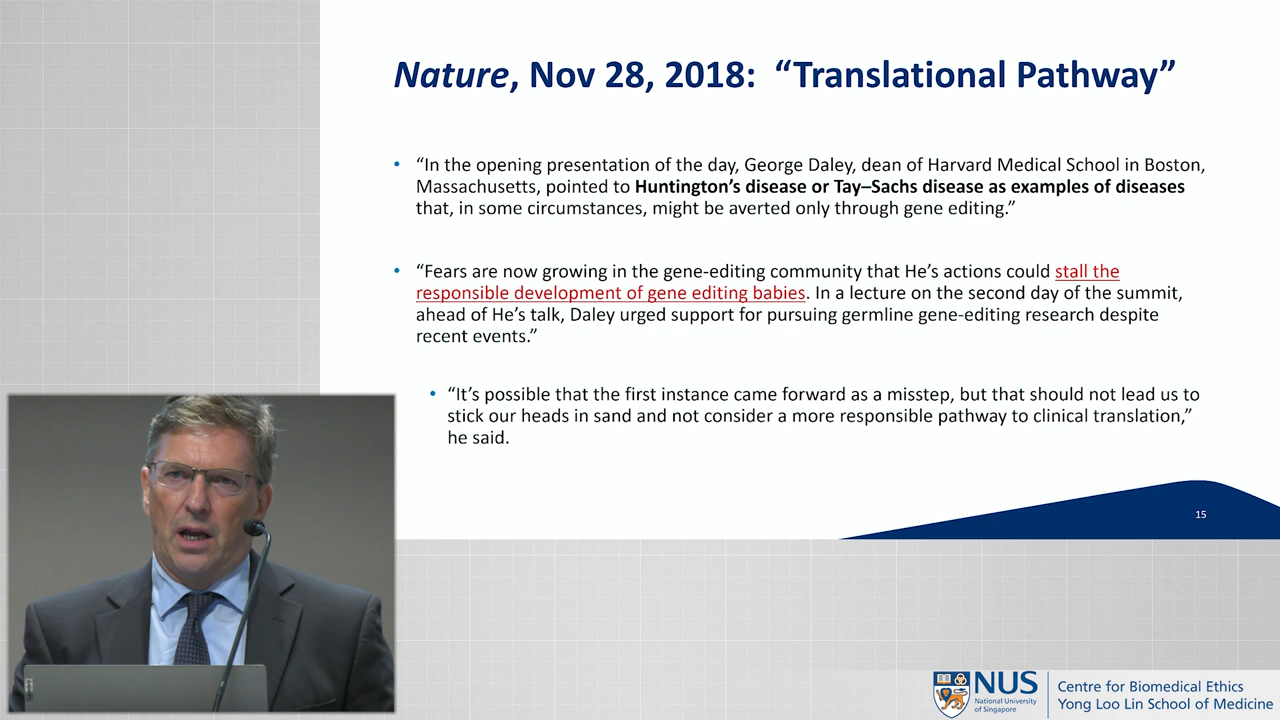 Nature, Nov 28, 2018: “Translational Pathway”
• “In the opening presentation of the day, George Daley, dean of Harvard Medical School in Boston,
Massachusetts, pointed to Huntington’s disease or Tay–Sachs disease as examples of diseases
that, in some circumstances, might be averted only through gene editing.”
• “Fears are now growing in the gene-editing community that He’s actions could stall the
responsible development of gene editing babies. In a lecture on the second day of the summit,
ahead of He’s talk, Daley urged support for pursuing germline gene-editing research despite
recent events.”
• “It’s possible that the first instance came forward as a misstep, but that should not lead us to
stick our heads in sand and not consider a more responsible pathway to clinical translation,”
he said.
15
NUS
National University
of Singapore
Centre for Biomedical Ethics
Yong Loo Lin School of Medicine